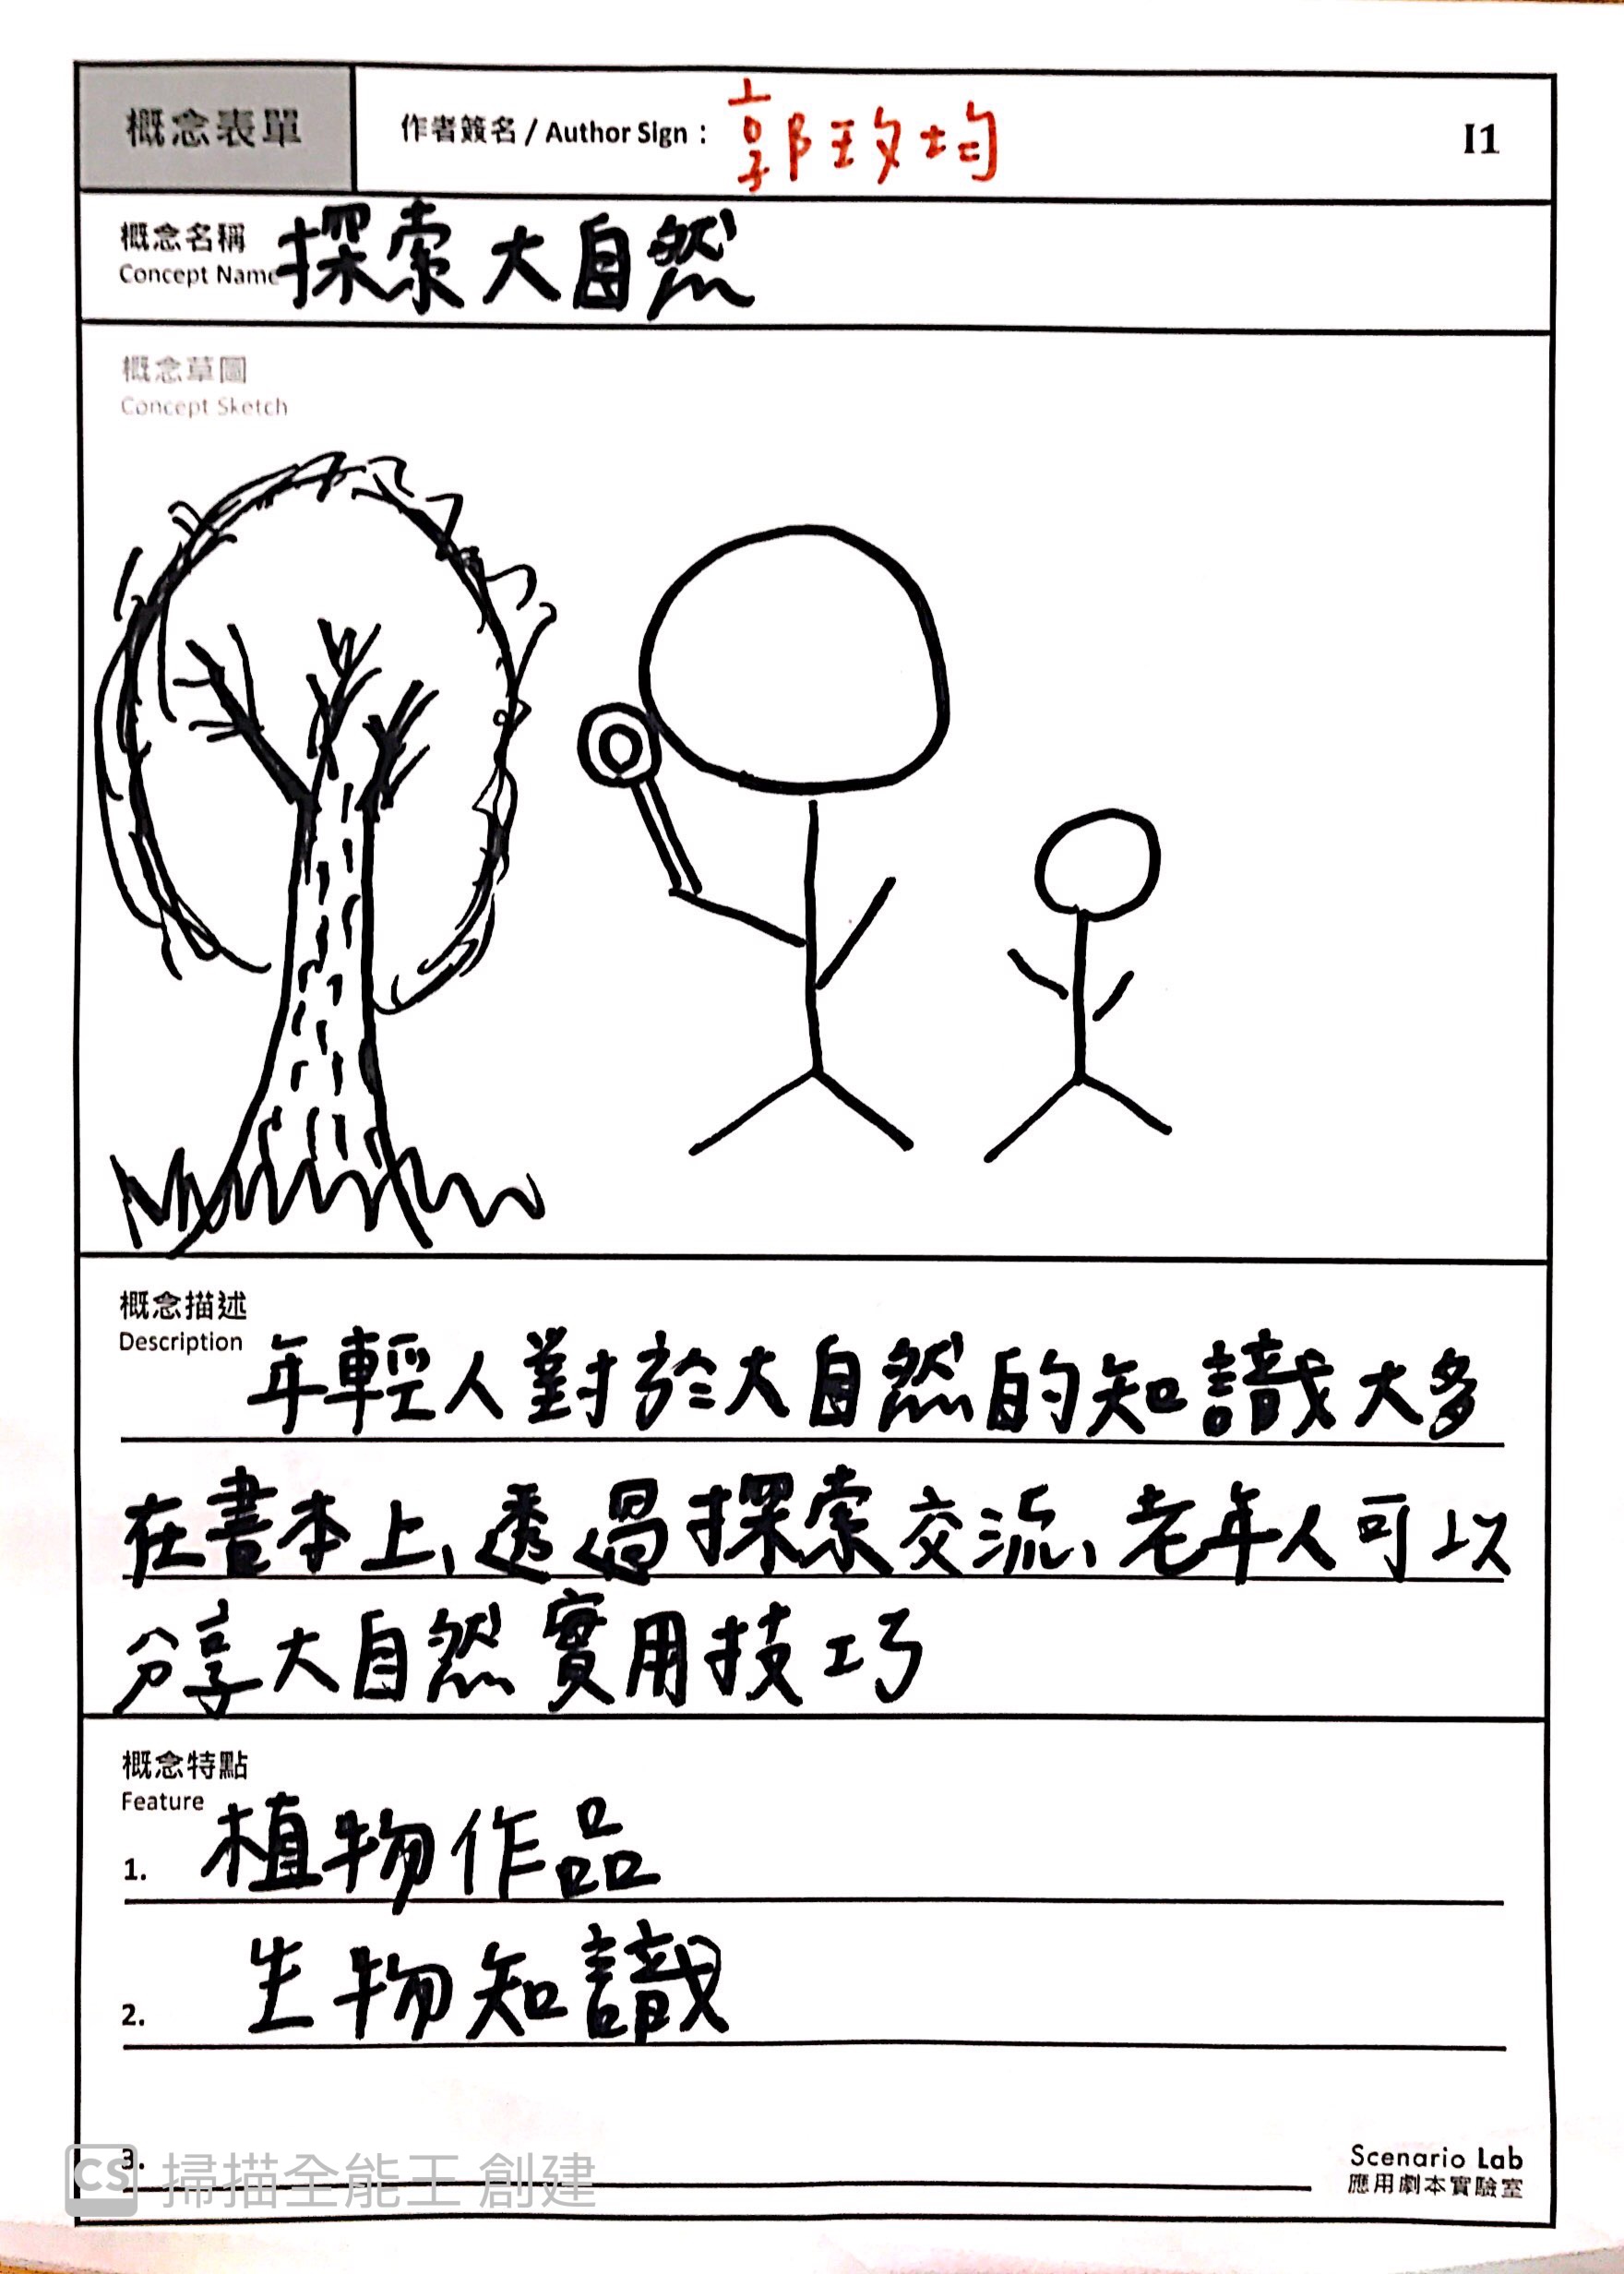 概念表單
作者簽名 / Author Sign： 郭玫均
I1
概念名稱 探索大自然
Concept Name
概念草圖
Concept Sketch
概念描述
Description
年輕人對於大自然的知識大多
在書本上、透過探索交流、老年人可以
分享大自然實用技巧
概念特點
Feature
1. 植物作品
2. 生物知識
3.
CS 掃描全能王 創建
Scenario Lab
應用劇本實驗室